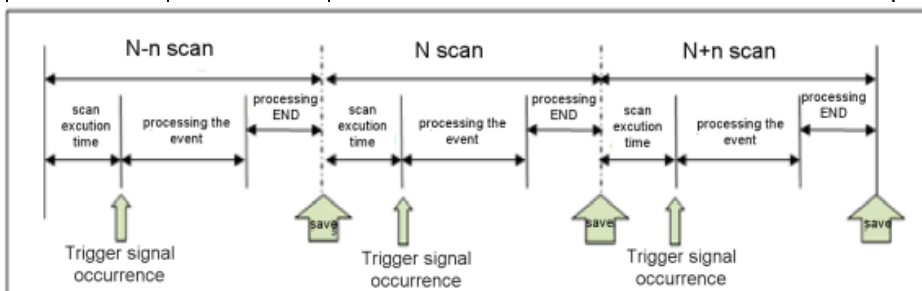 N-n scan
N scan
N+n scan
scan
excution
time
processing the
event
processing
END
scan
excution
time
processing the
event
processing
END
scan
excution
time
processing the
event
processing
END
save
save
save
Trigger signal
occurrence
Trigger signal
occurrence
Trigger signal
occurrence